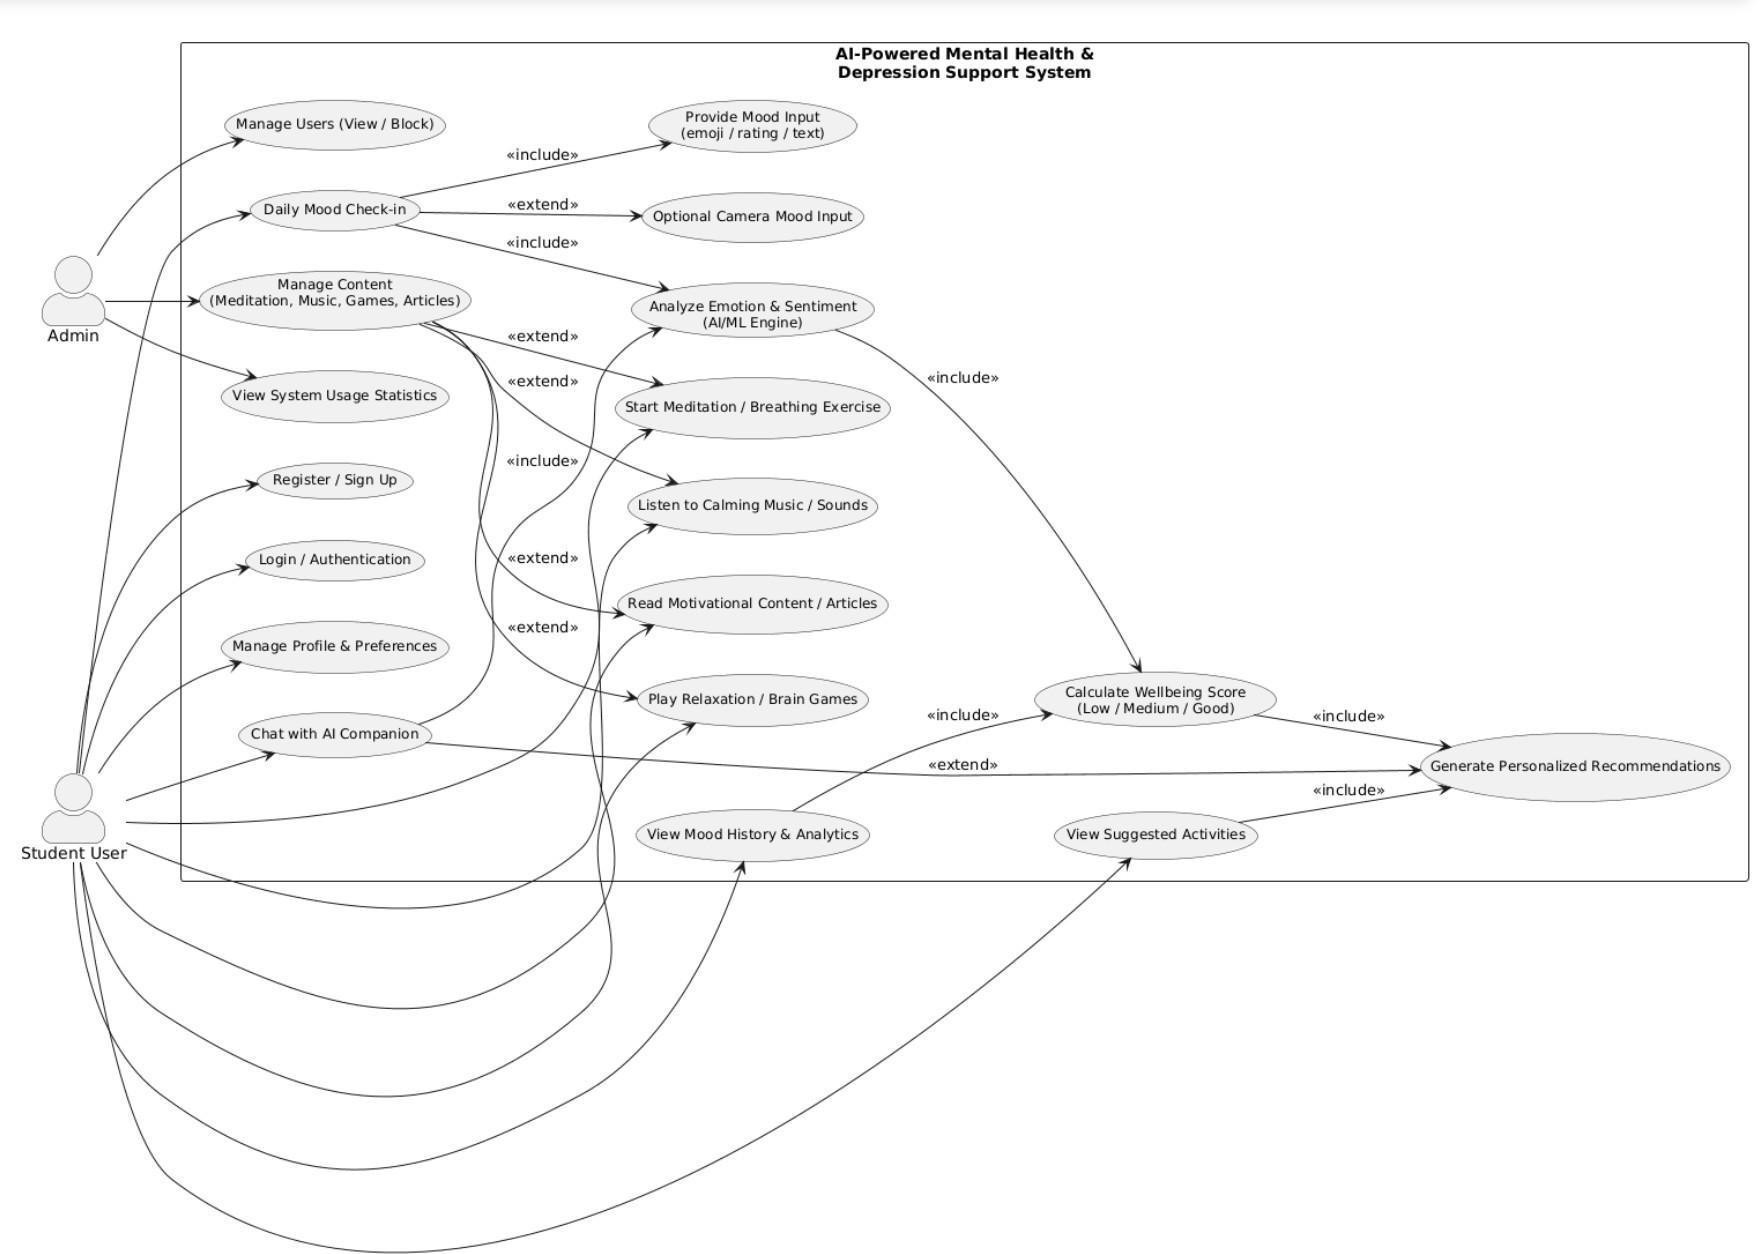 AI-Powered Mental Health &
Depression Support System
Manage Users (View / Block)
Provide Mood Input
(emoji / rating / text)
«include»
Daily Mood Check-in
«extend»
Optional Camera Mood Input
«include»
Manage Content
(Meditation, Music, Games, Articles)
Analyze Emotion & Sentiment
(AI/ML Engine)
Admin
«extend»
«include»
«extend»
View System Usage Statistics
Start Meditation / Breathing Exercise
«include»
Register / Sign Up
Listen to Calming Music / Sounds
Login / Authentication
«extend»
Read Motivational Content / Articles
«extend»
Manage Profile & Preferences
Play Relaxation / Brain Games
Calculate Wellbeing Score
(Low / Medium / Good)
«include»
«include»
Chat with AI Companion
«extend»
Generate Personalized Recommendations
«include»
View Mood History & Analytics
View Suggested Activities
Student User